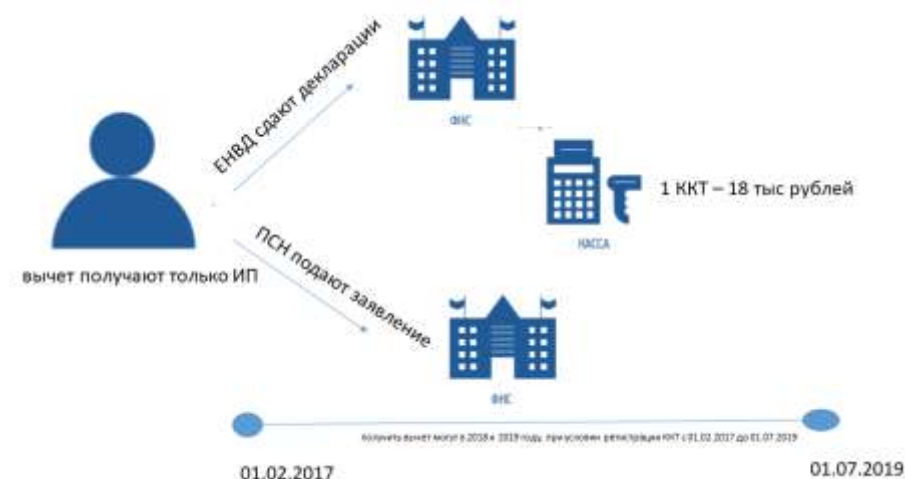 ЕНВД сдают декларации
ФНС
1 ККТ – 18 тыс рублей
КАССА
вычет получают только ИП
ПСН подают заявление
ФНС
получить вычет могут в 2018 и 2019 году, при условии регистрации ККТ с 01.02.2017 до 01.07.2019
01.02.2017
01.07.2019